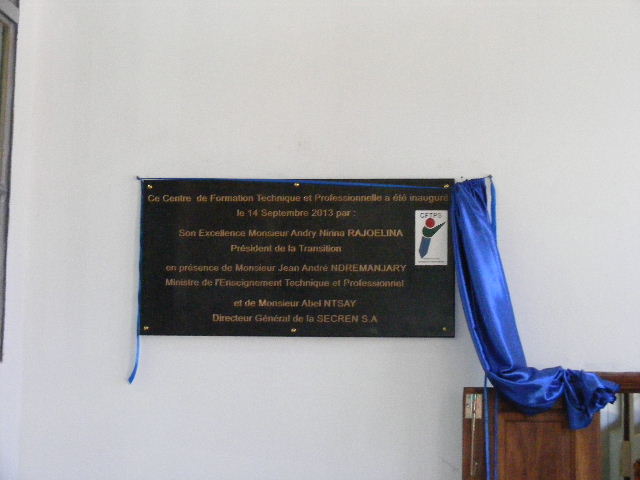 Ce Centre de Formation Technique et Professionnelle a été inauguré
le 14 Septembre 2013 par :
Son Excellence Monsieur Andry Nirina RAJOELINA
Président de la Transition
en présence de Monsieur Jean André NDREMANJARY
Ministre de l'Enseignement Technique et Professionnel
et de Monsieur Abel NTSAY
Directeur Général de la SECREN S.A
CFTPS